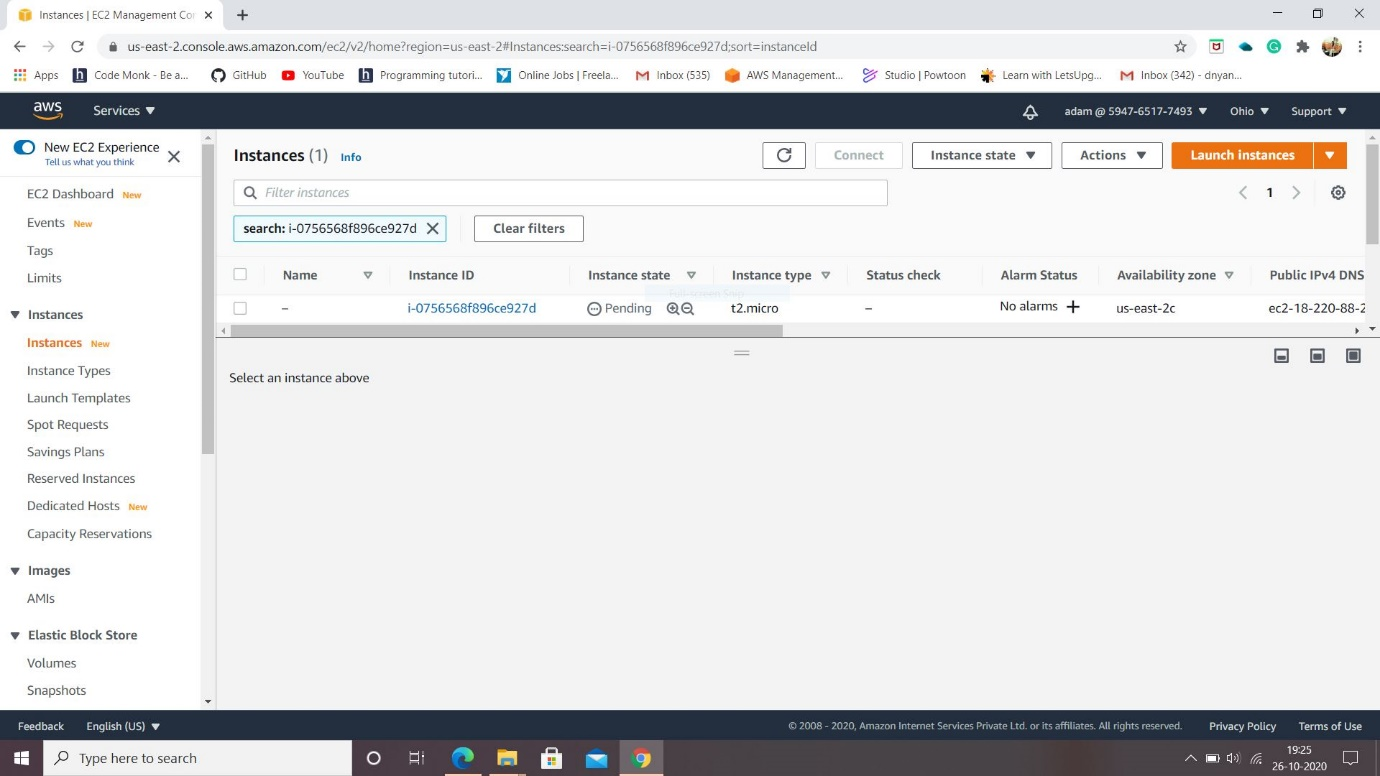 Instances | EC2 Management Con
us-east-2.console.aws.amazon.com/ec2/v2/home?region=us-east-2#Instances:search=i-0756568f896ce927d;sort=instanceId
Apps Code Monk - Be a... GitHub YouTube Programming tutori... Online Jobs | Freela... Inbox (535) AWS Management... Studio | Powtoon Learn with LetsUpg... Inbox (342) - dnyan...
aws Services adam @ 5947-6517-7493 Ohio Support
New EC2 Experience
Tell us what you think
EC2 Dashboard New
Events New
Tags
Limits
Instances
Instances New
Instance Types
Launch Templates
Spot Requests
Savings Plans
Reserved Instances
Dedicated Hosts New
Capacity Reservations
Images
AMIs
Elastic Block Store
Volumes
Snapshots
Instances (1) Info Connect Instance state Actions Launch instances
Filter instances 1
search: i-0756568f896ce927d Clear filters
Name Instance ID Instance state Instance type Status check Alarm Status Availability zone Public IPv4 DNS
Full-screen Snip
– i-0756568f896ce927d Pending t2.micro – No alarms + us-east-2c ec2-18-220-88-2
Select an instance above
Feedback English (US) © 2008 - 2020, Amazon Internet Services Private Ltd. or its affiliates. All rights reserved. Privacy Policy Terms of Use
Type here to search 19:25
26-10-2020